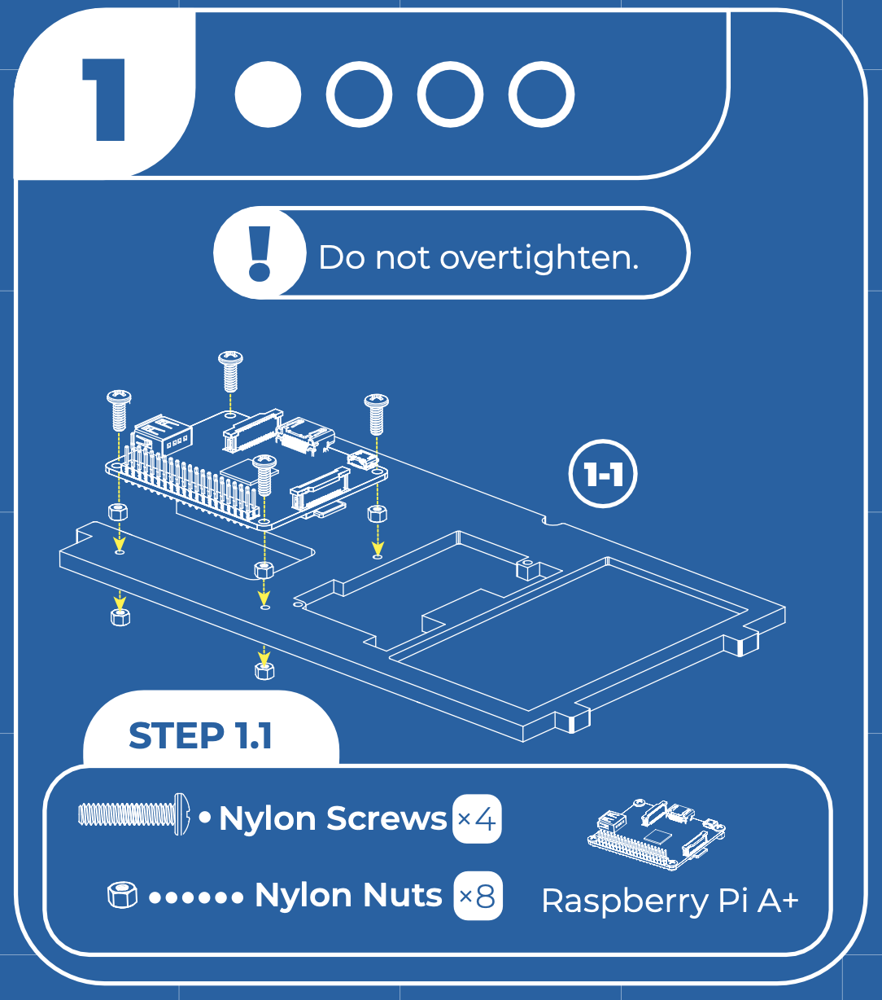 1
! Do not overtighten.
1-1
STEP 1.1
Nylon Screws ×4
Nylon Nuts ×8
Raspberry Pi A+